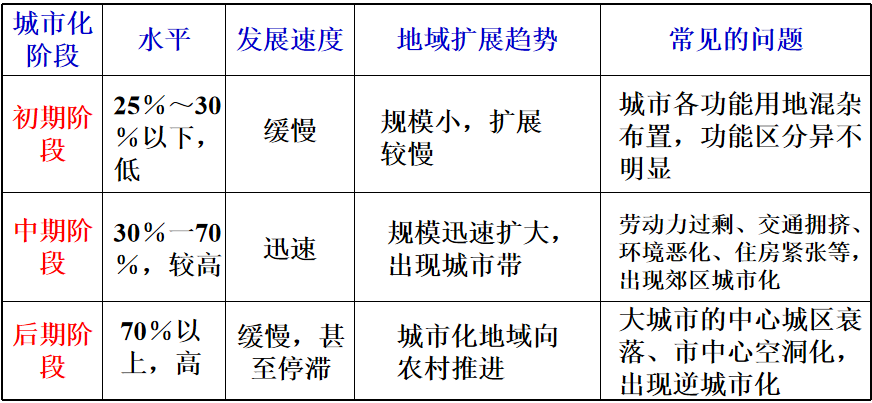 城市化
阶段
水平
发展速度
地域扩展趋势
常见的问题
初期阶
段
25%～30
%以下，
低
缓慢
规模小，扩展
较慢
城市各功能用地混杂
布置，功能区分异不
明显
中期阶
段
30%一70
%，较高
迅速
规模迅速扩大，
出现城市带
劳动力过剩、交通拥挤、
环境恶化、住房紧张等，
出现郊区城市化
后期阶
段
70%以
上，高
缓慢，甚
至停滞
城市化地域向
农村推进
大城市的中心城区衰
落、市中心空洞化，
出现逆城市化